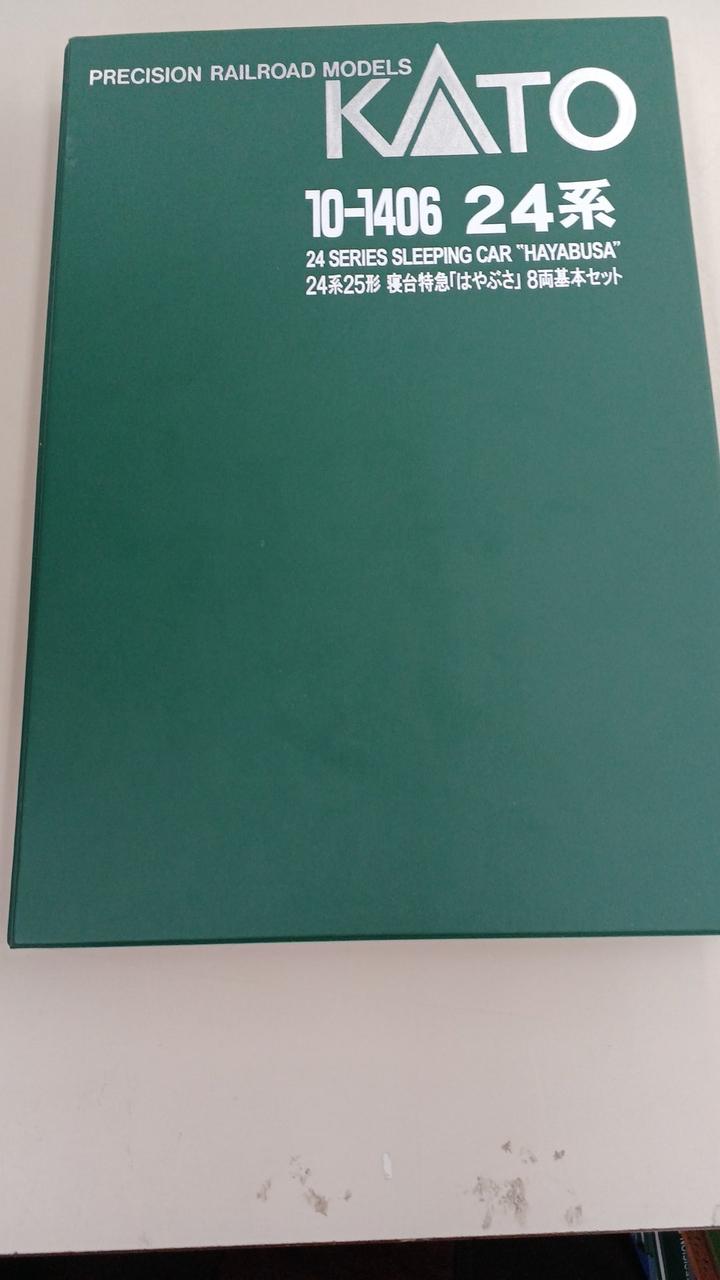 PRECISION RAILROAD MODELS
KATO
10-1406 24系
24 SERIES SLEEPING CAR "HAYABUSA"
24系25形 寝台特急「はやぶさ」 8両基本セット